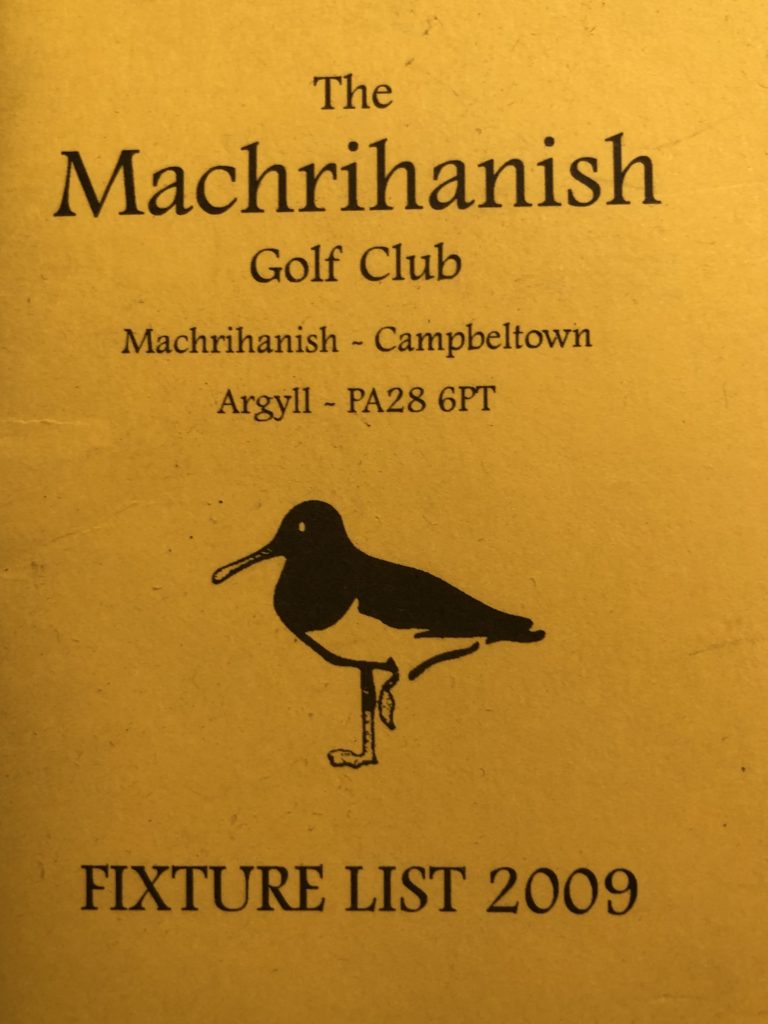 The
Machrihanish
Golf Club
Machrihanish ~ Campbeltown
Argyll ~ PA28 6PT
FIXTURE LIST 2009